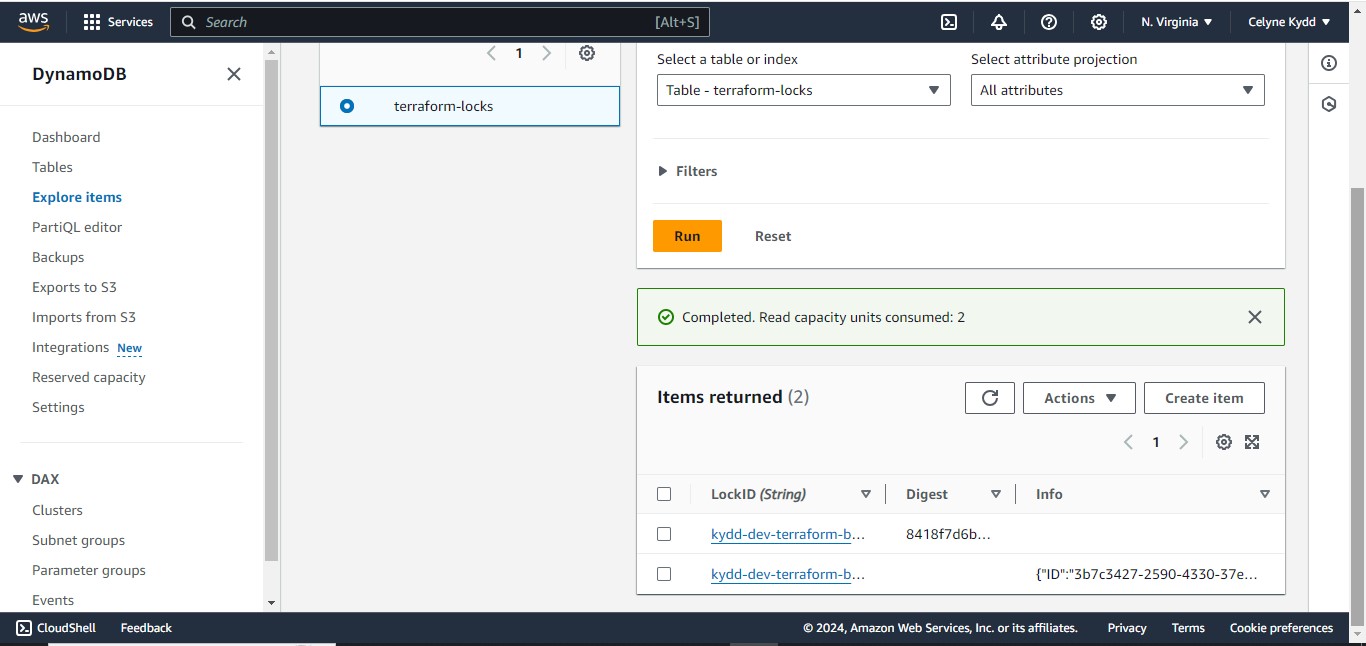 aws Services Search [Alt+S] N. Virginia Celyne Kydd
DynamoDB
Dashboard
Tables
Explore items
PartiQL editor
Backups
Exports to S3
Imports from S3
Integrations New
Reserved capacity
Settings
DAX
Clusters
Subnet groups
Parameter groups
Events
1
terraform-locks
Select a table or index
Table - terraform-locks
Select attribute projection
All attributes
Filters
Run Reset
Completed. Read capacity units consumed: 2
Items returned (2)
Actions Create item
1
LockID (String) Digest Info
kydd-dev-terraform-b... 8418f7d6b...
kydd-dev-terraform-b... {"ID":"3b7c3427-2590-4330-37e...
CloudShell Feedback © 2024, Amazon Web Services, Inc. or its affiliates. Privacy Terms Cookie preferences